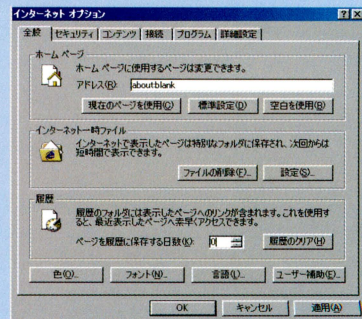 インターネット オプション
全般 セキュリティ コンテンツ 接続 プログラム 詳細設定
ホーム ページ
ホーム ページに使用するページは変更できます。
アドレス(R): about:blank
現在のページを使用(C) 標準設定(D) 空白を使用(B)
インターネット一時ファイル
インターネットで表示したページは特別なフォルダに保存され、次回からは
短時間で表示できます。
ファイルの削除(F)... 設定(S)...
履歴
履歴のフォルダには表示したページへのリンクが含まれます。これを使用す
ると、最近表示したページへ素早くアクセスできます。
ページを履歴に保存する日数(K): 0 履歴のクリア(H)
色(O)... フォント(N)... 言語(L)... ユーザー補助(E)...
OK キャンセル 適用(A)